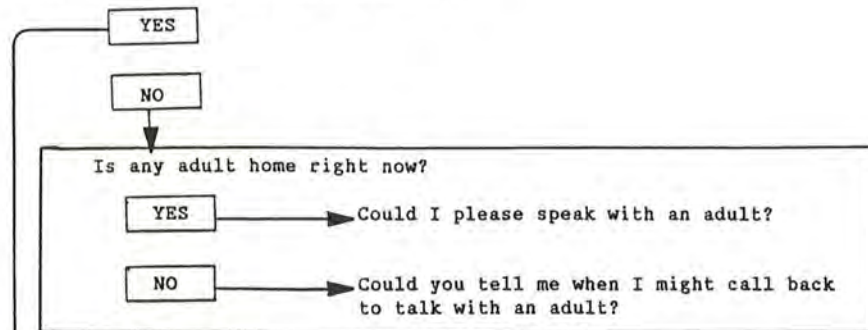 YES
NO
Is any adult home right now?
YES
Could I please speak with an adult?
NO
Could you tell me when I might call back
to talk with an adult?